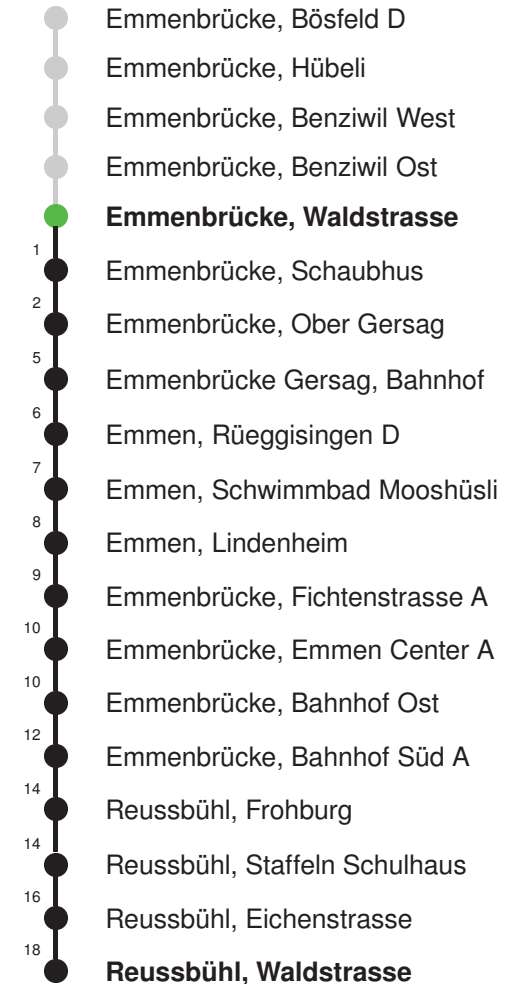 Emmenbrücke, Bösfeld D
Emmenbrücke, Hübeli
Emmenbrücke, Benziwil West
Emmenbrücke, Benziwil Ost
Emmenbrücke, Waldstrasse
1 Emmenbrücke, Schaubhus
2 Emmenbrücke, Ober Gersag
5 Emmenbrücke Gersag, Bahnhof
6 Emmen, Rüeggisingen D
7 Emmen, Schwimmbad Mooshüsli
8 Emmen, Lindenheim
9 Emmenbrücke, Fichtenstrasse A
10 Emmenbrücke, Emmen Center A
10 Emmenbrücke, Bahnhof Ost
12 Emmenbrücke, Bahnhof Süd A
14 Reussbühl, Frohburg
14 Reussbühl, Staffeln Schulhaus
16 Reussbühl, Eichenstrasse
18 Reussbühl, Waldstrasse